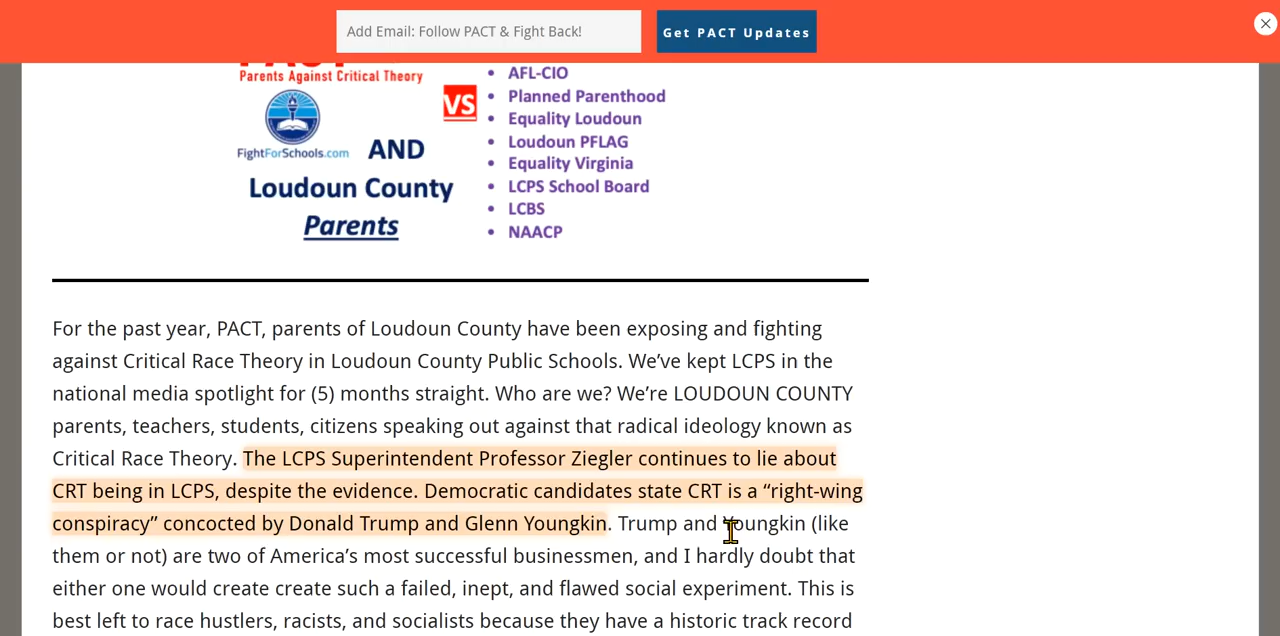 Add Email: Follow PACT & Fight Back!
Get PACT Updates
Parents Against Critical Theory
FightForSchools.com AND
Loudoun County
Parents
VS
• AFL-CIO
• Planned Parenthood
• Equality Loudoun
• Loudoun PFLAG
• Equality Virginia
• LCPS School Board
• LCBS
• NAACP
For the past year, PACT, parents of Loudoun County have been exposing and fighting
against Critical Race Theory in Loudoun County Public Schools. We’ve kept LCPS in the
national media spotlight for (5) months straight. Who are we? We’re LOUDOUN COUNTY
parents, teachers, students, citizens speaking out against that radical ideology known as
Critical Race Theory. The LCPS Superintendent Professor Ziegler continues to lie about
CRT being in LCPS, despite the evidence. Democratic candidates state CRT is a “right-wing
conspiracy” concocted by Donald Trump and Glenn Youngkin. Trump and Youngkin (like
them or not) are two of America’s most successful businessmen, and I hardly doubt that
either one would create create such a failed, inept, and flawed social experiment. This is
best left to race hustlers, racists, and socialists because they have a historic track record